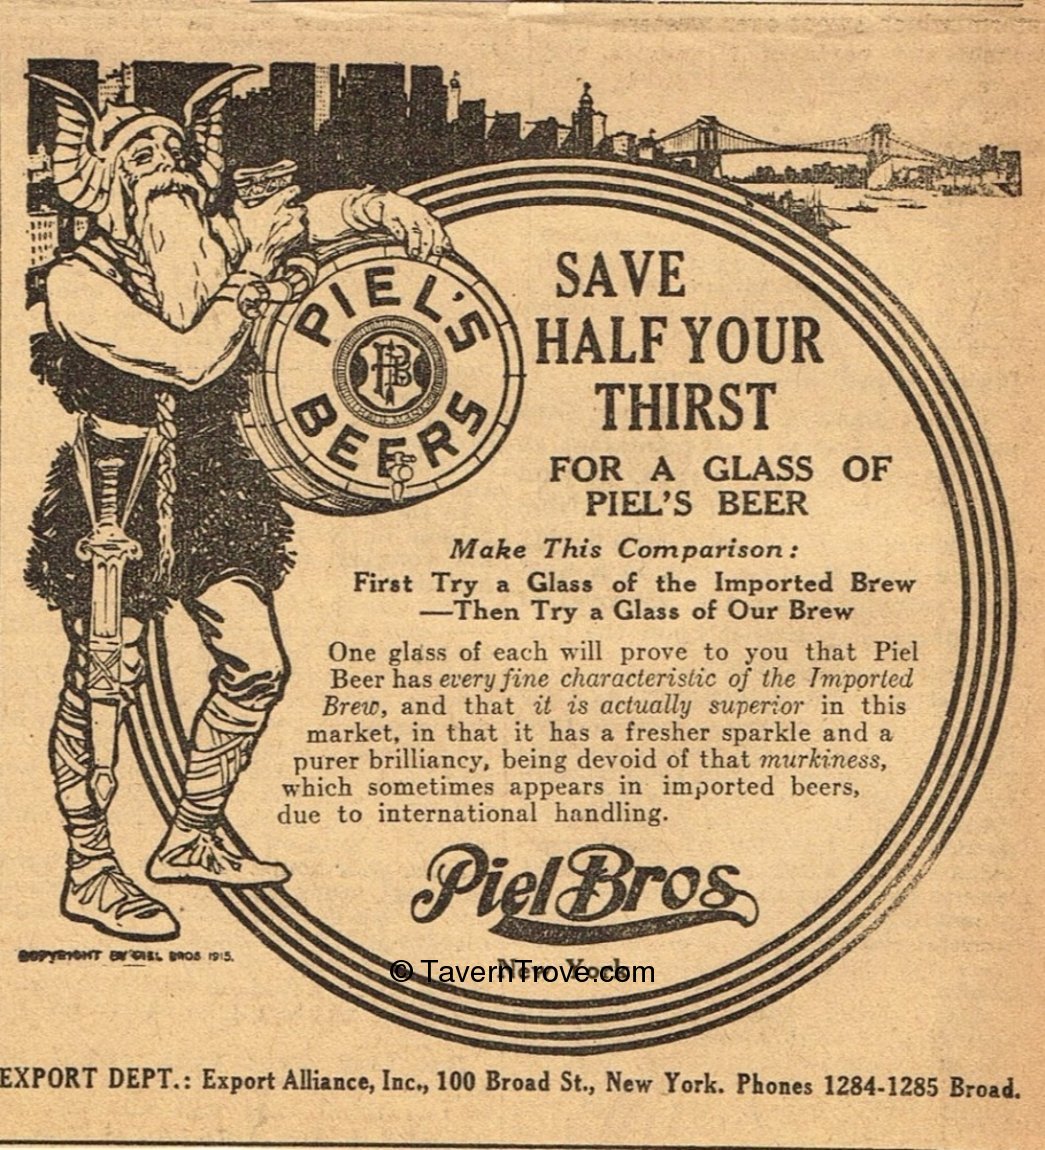 PIEL'S
BEERS
PB
SAVE
HALF YOUR
THIRST
FOR A GLASS OF
PIEL'S BEER
Make This Comparison:
First Try a Glass of the Imported Brew
—Then Try a Glass of Our Brew
One glass of each will prove to you that Piel
Beer has every fine characteristic of the Imported
Brew, and that it is actually superior in this
market, in that it has a fresher sparkle and a
purer brilliancy, being devoid of that murkiness,
which sometimes appears in imported beers,
due to international handling.
Piel Bros
New York
© TavernTrove.com
COPYRIGHT BY PIEL BROS 1915.
EXPORT DEPT.: Export Alliance, Inc., 100 Broad St., New York. Phones 1284-1285 Broad.